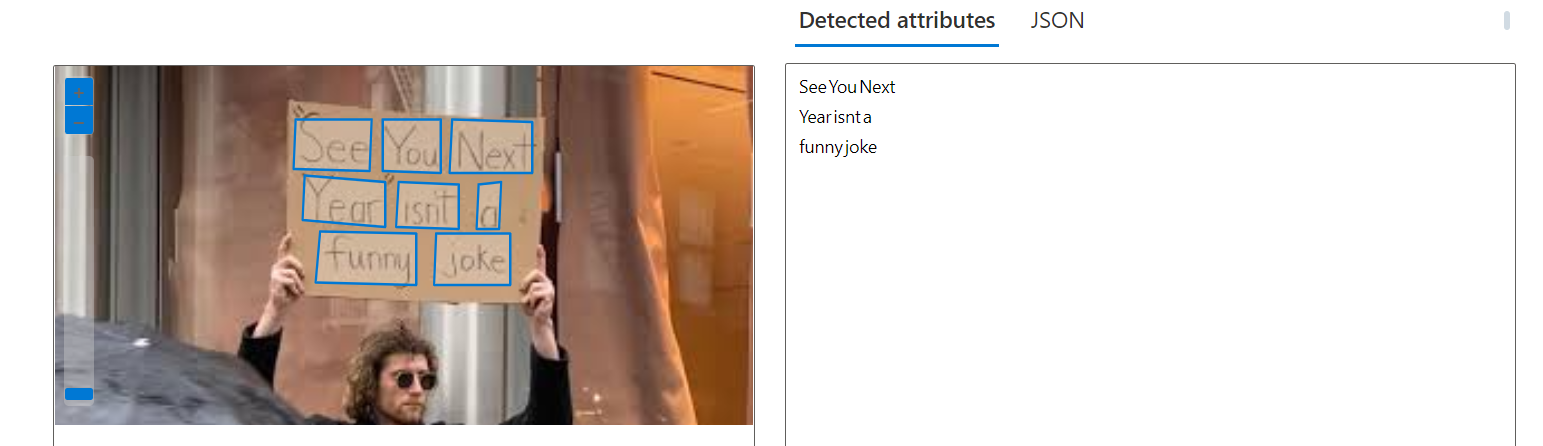 Detected attributes JSON
"See You Next
Year" isn't a
funny joke
See You Next
Year isnt a
funny joke